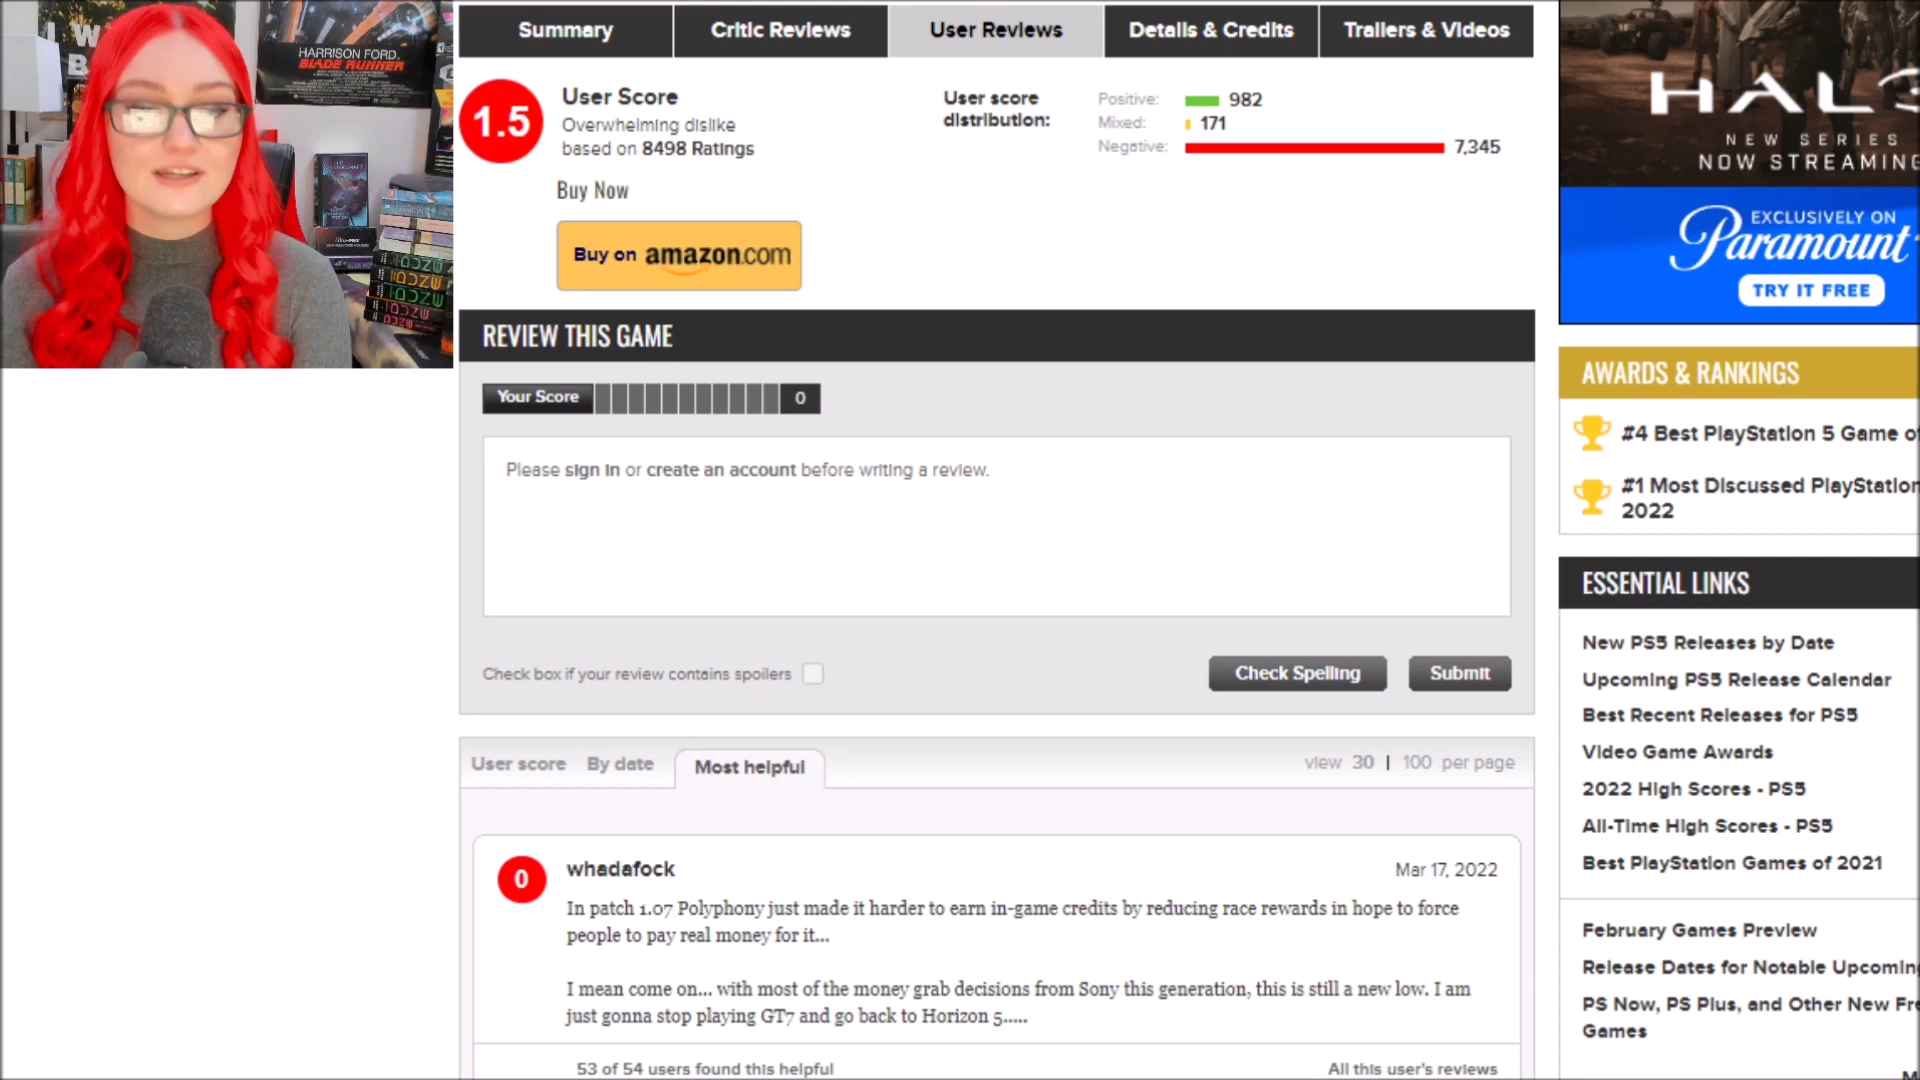 HARRISON FORD.
BLADE RUNNER
Summary
Critic Reviews
User Reviews
Details & Credits
Trailers & Videos
1.5
User Score
Overwhelming dislike
based on 8498 Ratings
User score
distribution:
Positive: 982
Mixed: 171
Negative: 7,345
Buy Now
Buy on amazon.com
REVIEW THIS GAME
Your Score 0
Please sign in or create an account before writing a review.
Check box if your review contains spoilers
Check Spelling
Submit
User score
By date
Most helpful
view 30 | 100 per page
0
whadafock
Mar 17, 2022
In patch 1.07 Polyphony just made it harder to earn in-game credits by reducing race rewards in hope to force
people to pay real money for it...
I mean come on... with most of the money grab decisions from Sony this generation, this is still a new low. I am
just gonna stop playing GT7 and go back to Horizon 5.....
53 of 54 users found this helpful
All this user's reviews
HALO
NEW SERIES
NOW STREAMING
EXCLUSIVELY ON
Paramount
TRY IT FREE
AWARDS & RANKINGS
#4 Best PlayStation 5 Game of
#1 Most Discussed PlayStation
2022
ESSENTIAL LINKS
New PS5 Releases by Date
Upcoming PS5 Release Calendar
Best Recent Releases for PS5
Video Game Awards
2022 High Scores - PS5
All-Time High Scores - PS5
Best PlayStation Games of 2021
February Games Preview
Release Dates for Notable Upcoming
PS Now, PS Plus, and Other New Fre
Games